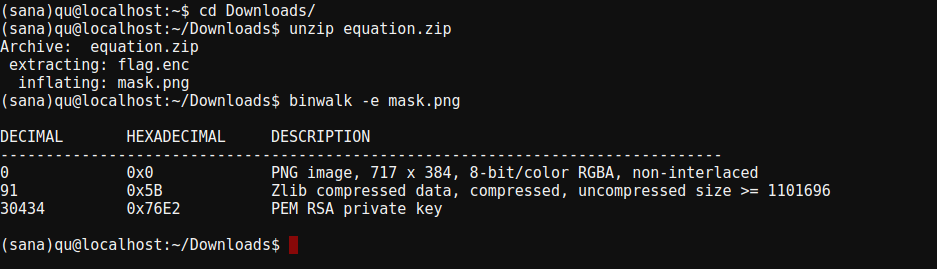 (sana)qu@localhost:~$ cd Downloads/
(sana)qu@localhost:~/Downloads$ unzip equation.zip
Archive:  equation.zip
 extracting: flag.enc
  inflating: mask.png
(sana)qu@localhost:~/Downloads$ binwalk -e mask.png
DECIMAL       HEXADECIMAL     DESCRIPTION
--------------------------------------------------------------------------------
0             0x0             PNG image, 717 x 384, 8-bit/color RGBA, non-interlaced
91            0x5B            Zlib compressed data, compressed, uncompressed size >= 1101696
30434         0x76E2          PEM RSA private key
(sana)qu@localhost:~/Downloads$